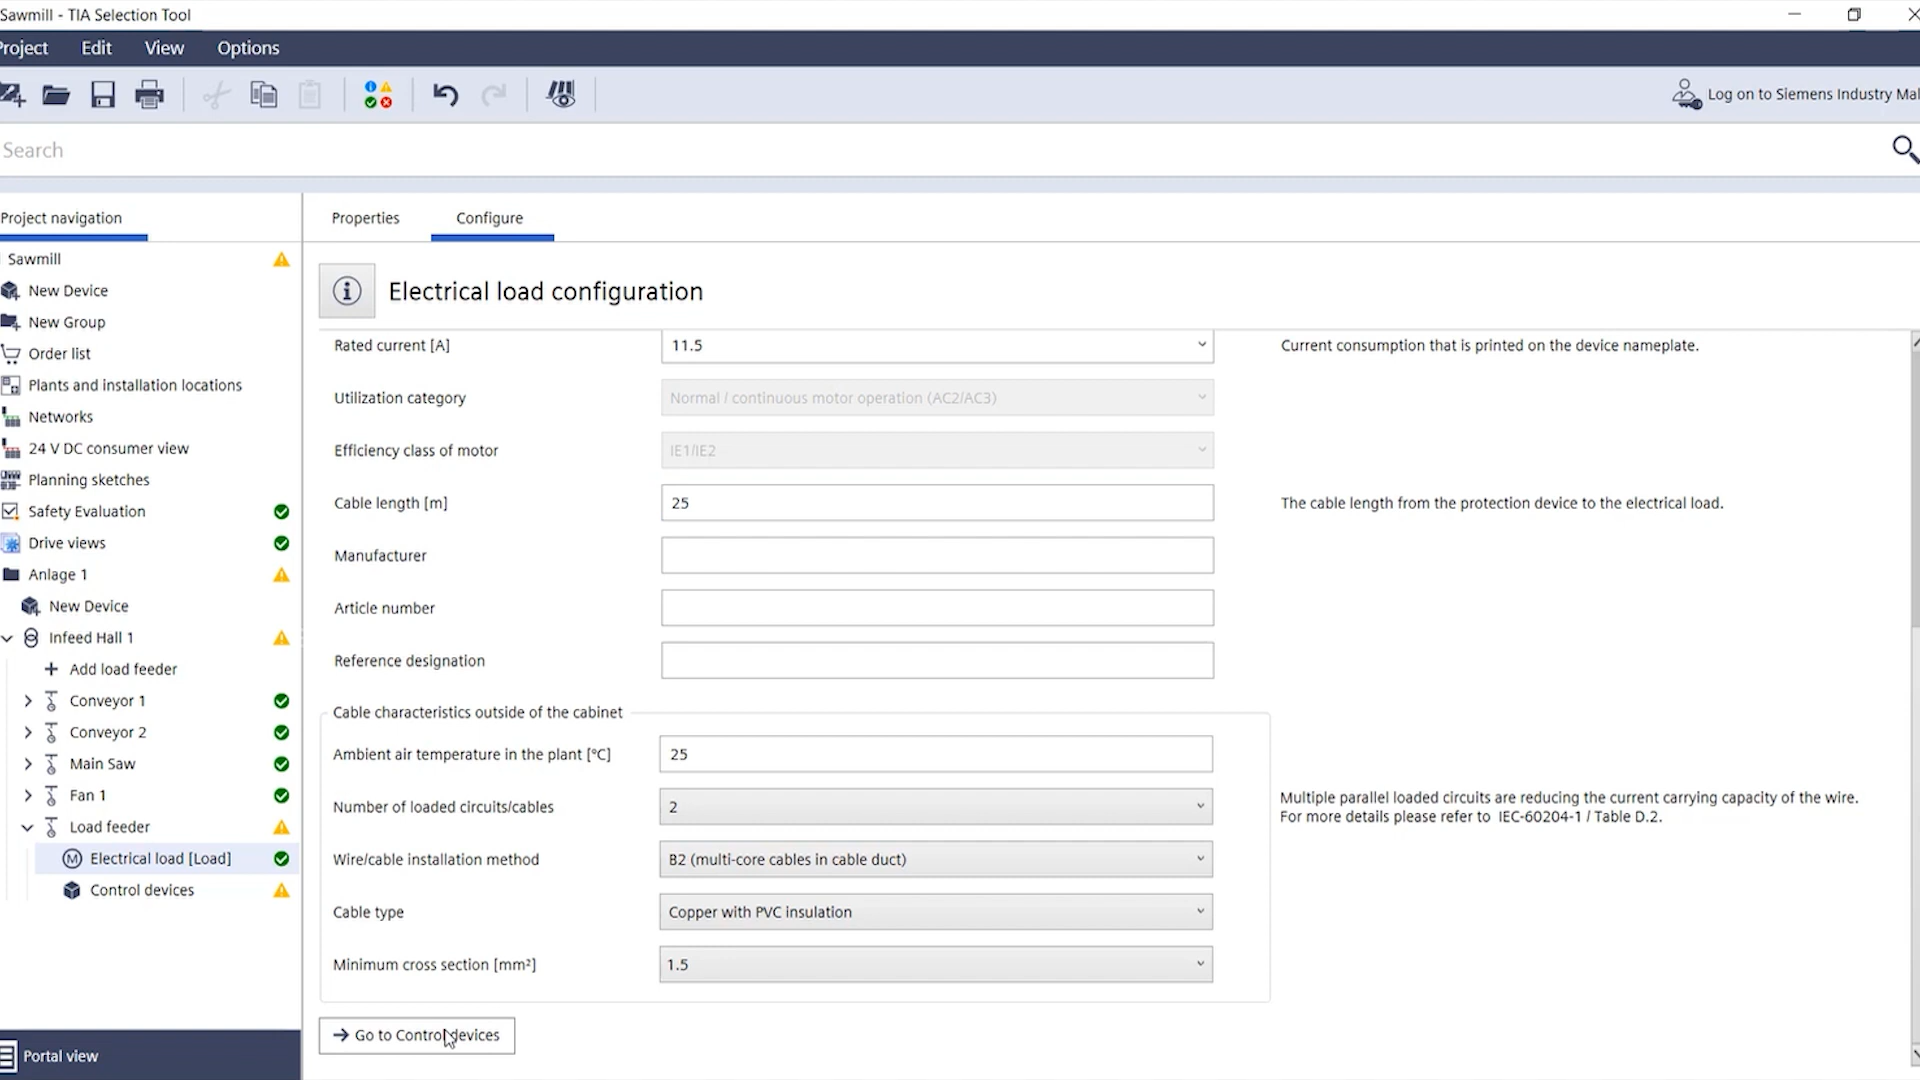 Sawmill - TIA Selection Tool
Project Edit View Options
Log on to Siemens Industry Mal
Search
Project navigation
Properties
Configure
Sawmill
New Device
New Group
Order list
Plants and installation locations
Networks
24 V DC consumer view
Planning sketches
Safety Evaluation
Drive views
Anlage 1
New Device
Infeed Hall 1
Add load feeder
Conveyor 1
Conveyor 2
Main Saw
Fan 1
Load feeder
Electrical load [Load]
Control devices
Portal view
Electrical load configuration
Rated current [A] 11.5 Current consumption that is printed on the device nameplate.
Utilization category Normal / continuous motor operation (AC2/AC3)
Efficiency class of motor IE1/IE2
Cable length [m] 25 The cable length from the protection device to the electrical load.
Manufacturer
Article number
Reference designation
Cable characteristics outside of the cabinet
Ambient air temperature in the plant [°C] 25
Number of loaded circuits/cables 2
Multiple parallel loaded circuits are reducing the current carrying capacity of the wire.
For more details please refer to IEC-60204-1 / Table D.2.
Wire/cable installation method B2 (multi-core cables in cable duct)
Cable type Copper with PVC insulation
Minimum cross section [mm²] 1.5
Go to Control devices